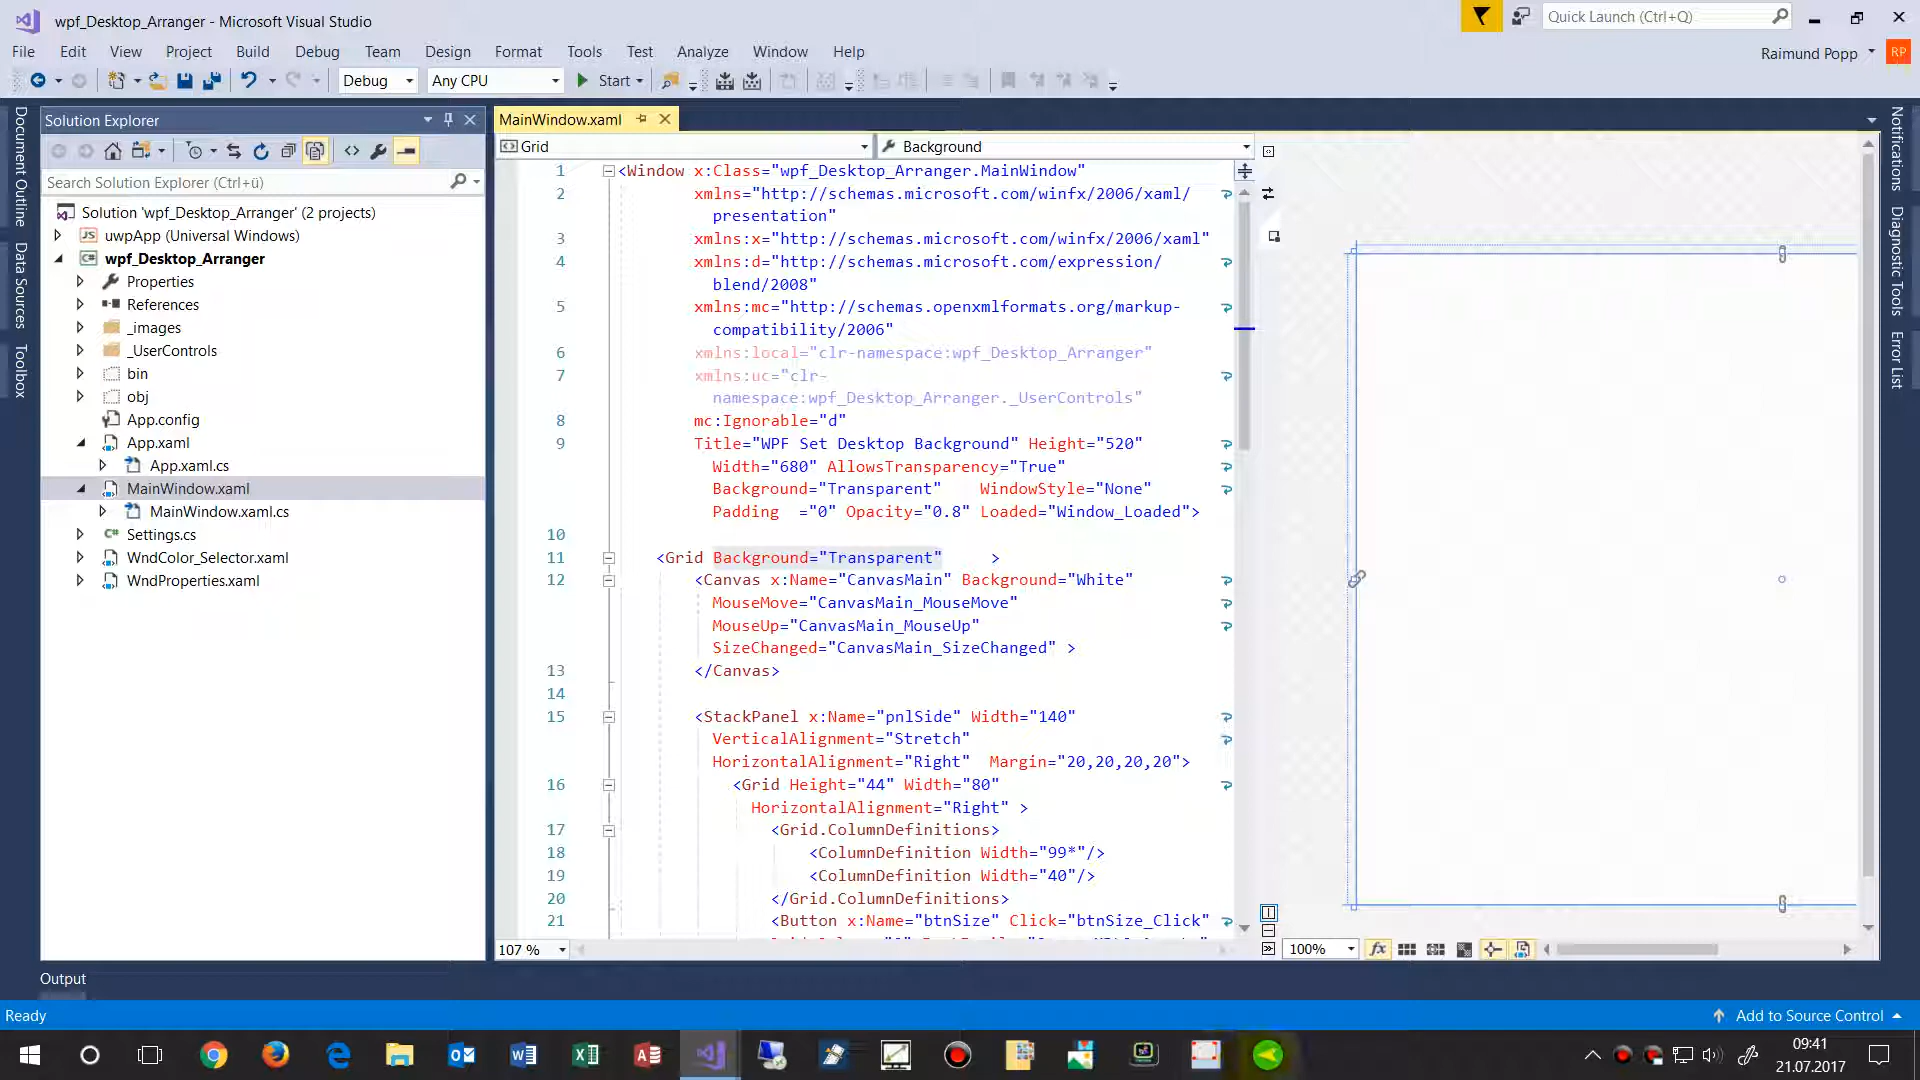 wpf_Desktop_Arranger - Microsoft Visual Studio
Quick Launch (Ctrl+Q)
File Edit View Project Build Debug Team Design Format Tools Test Analyze Window Help
Raimund Popp RP
Debug Any CPU Start
Solution Explorer
Search Solution Explorer (Ctrl+ü)
Solution 'wpf_Desktop_Arranger' (2 projects)
JS uwpApp (Universal Windows)
C# wpf_Desktop_Arranger
Properties
References
_images
_UserControls
bin
obj
App.config
App.xaml
App.xaml.cs
MainWindow.xaml
MainWindow.xaml.cs
C# Settings.cs
WndColor_Selector.xaml
WndProperties.xaml
Document Outline
Data Sources
Toolbox
MainWindow.xaml
Grid Background
1 <Window x:Class="wpf_Desktop_Arranger.MainWindow"
2 xmlns="http://schemas.microsoft.com/winfx/2006/xaml/
presentation"
3 xmlns:x="http://schemas.microsoft.com/winfx/2006/xaml"
4 xmlns:d="http://schemas.microsoft.com/expression/
blend/2008"
5 xmlns:mc="http://schemas.openxmlformats.org/markup-
compatibility/2006"
6 xmlns:local="clr-namespace:wpf_Desktop_Arranger"
7 xmlns:uc="clr-
namespace:wpf_Desktop_Arranger._UserControls"
8 mc:Ignorable="d"
9 Title="WPF Set Desktop Background" Height="520"
Width="680" AllowsTransparency="True"
Background="Transparent" WindowStyle="None"
Padding ="0" Opacity="0.8" Loaded="Window_Loaded">
10
11 <Grid Background="Transparent" >
12 <Canvas x:Name="CanvasMain" Background="White"
MouseMove="CanvasMain_MouseMove"
MouseUp="CanvasMain_MouseUp"
SizeChanged="CanvasMain_SizeChanged" >
13 </Canvas>
14
15 <StackPanel x:Name="pnlSide" Width="140"
VerticalAlignment="Stretch"
HorizontalAlignment="Right" Margin="20,20,20,20">
16 <Grid Height="44" Width="80"
HorizontalAlignment="Right" >
17 <Grid.ColumnDefinitions>
18 <ColumnDefinition Width="99*"/>
19 <ColumnDefinition Width="40"/>
20 </Grid.ColumnDefinitions>
21 <Button x:Name="btnSize" Click="btnSize_Click"
107 %
100% fx
Notifications
Diagnostic Tools
Error List
Output
Ready
Add to Source Control
09:41
21.07.2017